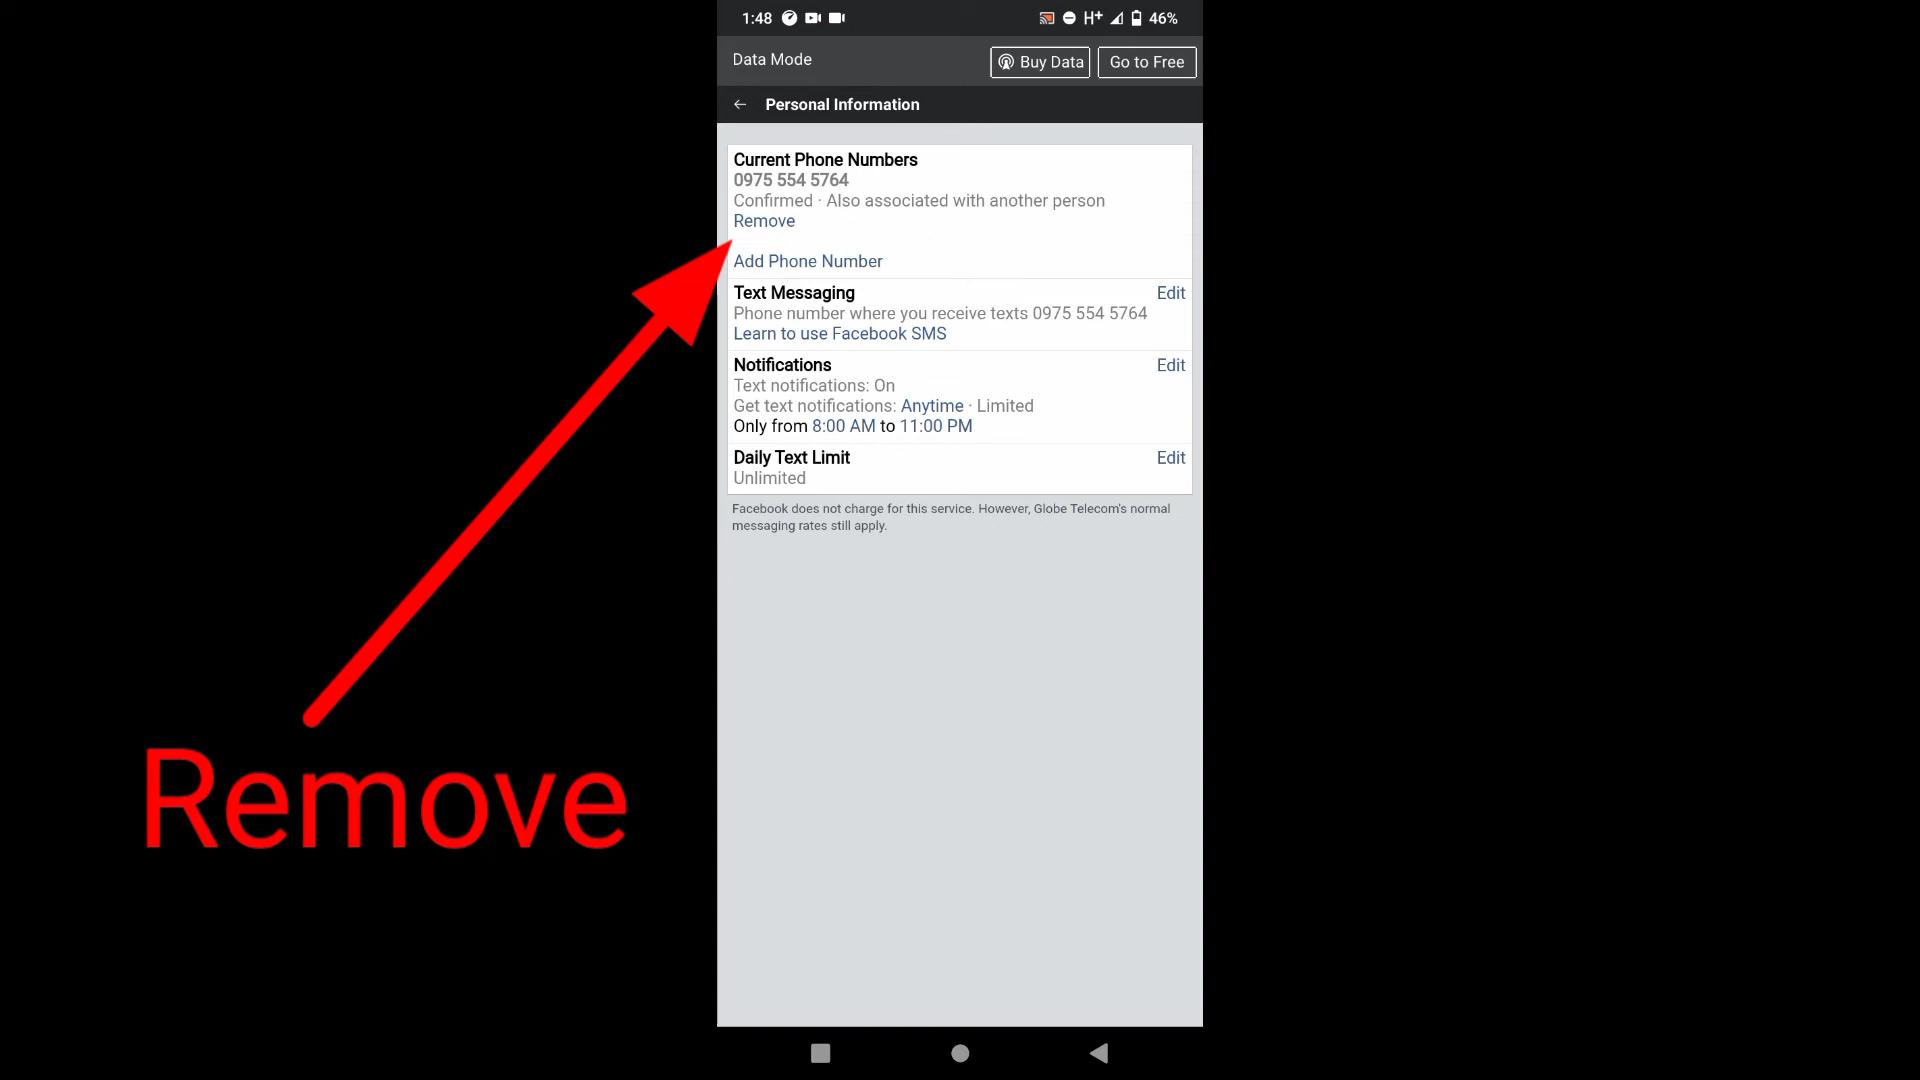 1:48 H+ 46%
Data Mode Buy Data Go to Free
Personal Information
Current Phone Numbers
0975 554 5764
Confirmed · Also associated with another person
Remove
Add Phone Number
Text Messaging Edit
Phone number where you receive texts 0975 554 5764
Learn to use Facebook SMS
Notifications Edit
Text notifications: On
Get text notifications: Anytime · Limited
Only from 8:00 AM to 11:00 PM
Daily Text Limit Edit
Unlimited
Facebook does not charge for this service. However, Globe Telecom's normal
messaging rates still apply.
Remove